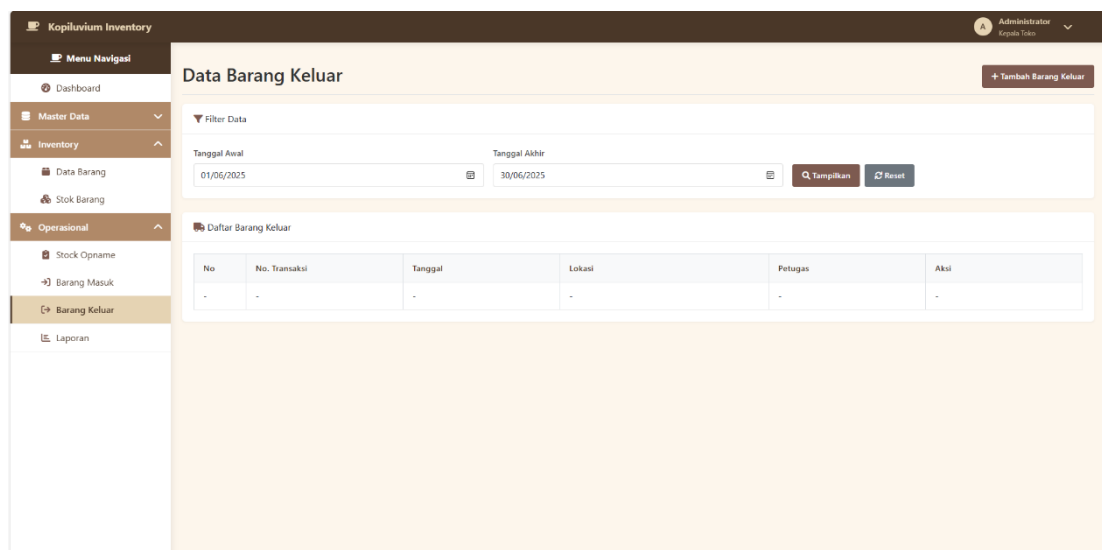 Kopiluvium Inventory
A
Administrator
Kepala Toko
Menu Navigasi
Dashboard
Master Data
Inventory
Data Barang
Stok Barang
Operasional
Stock Opname
Barang Masuk
Barang Keluar
Laporan
Data Barang Keluar
+ Tambah Barang Keluar
Filter Data
Tanggal Awal
Tanggal Akhir
01/06/2025
30/06/2025
Tampilkan
Reset
Daftar Barang Keluar
No No. Transaksi Tanggal Lokasi Petugas Aksi
- - - - - -